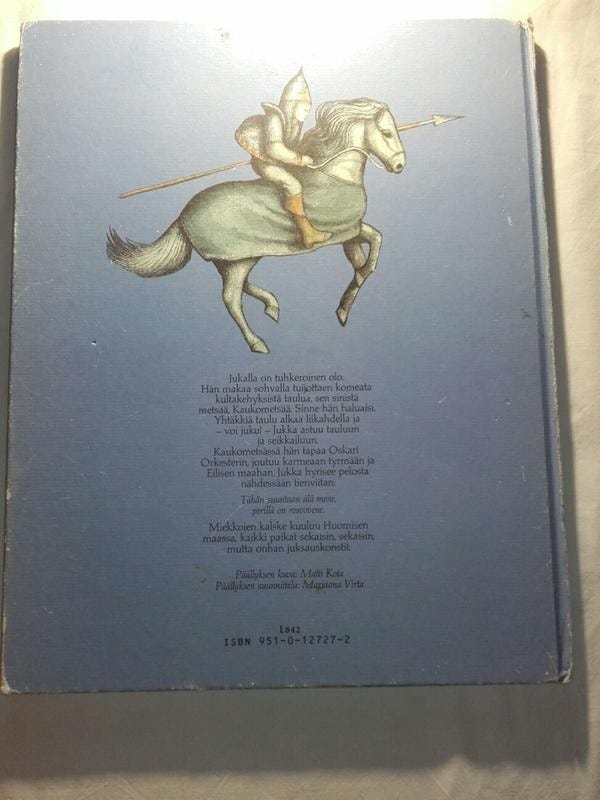 Jukalla on tuhkeroinen olo.
Hän makaa sohvalla tuijottaen komeata
kultakehyksistä taulua, sen sinistä
metsää. Kaukometsää. Sinne hän haluaisi.
Yhtäkkiä taulu alkaa liikahdella ja
– voi juku! – Jukka astuu tauluun
ja seikkailuun.
Kaukometsässä hän tapaa Oskari
Orkesterin, joutuu karmeaan tyrmään ja
Eilisen maahan. Jukka hyrisee pelosta
nähdessään tienviitan:
Tähän suuntaan älä mene,
perillä on rosvovene.
Miekkojen kalske kuuluu Huomisen
maassa, kaikki paikat sekaisin, sekaisin,
mutta onhan juksauskonstit.
Päällyksen kuva: Matti Kota
Päällyksen suunnittelu: Marjaana Virta
L842
ISBN 951-0-12727-2